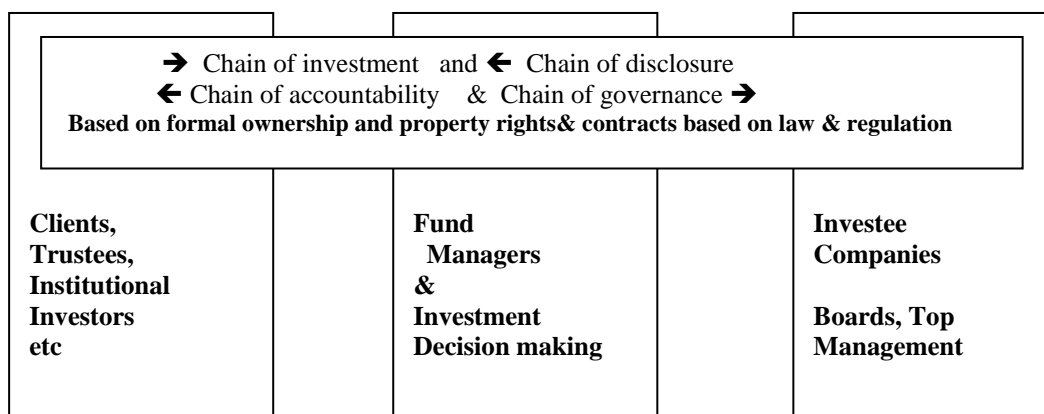 ➔ Chain of investment and 🡸 Chain of disclosure
🡸 Chain of accountability & Chain of governance ➔
Based on formal ownership and property rights& contracts based on law & regulation
Clients,
Trustees,
Institutional
Investors
etc
Fund
Managers
&
Investment
Decision making
Investee
Companies
Boards, Top
Management